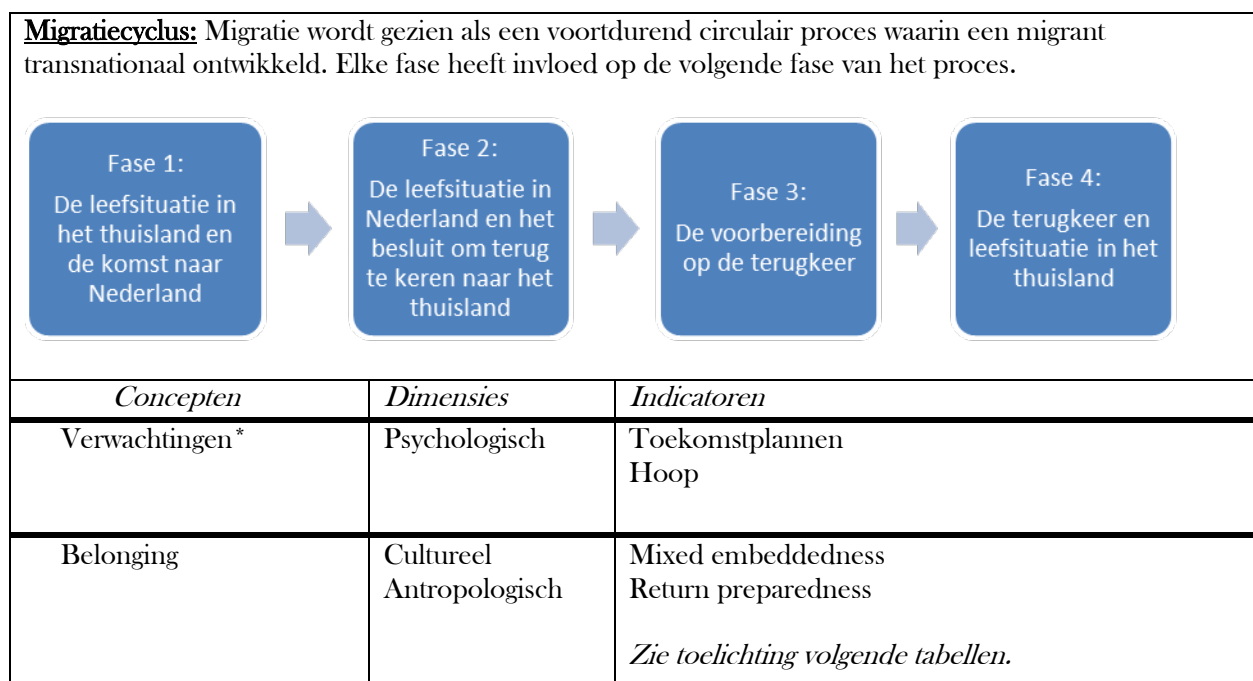 Migratiecyclus: Migratie wordt gezien als een voortdurend circulair proces waarin een migrant
transnationaal ontwikkeld. Elke fase heeft invloed op de volgende fase van het proces.
Fase 1:
De leefsituatie in
het thuisland en
de komst naar
Nederland
Fase 2:
De leefsituatie in
Nederland en het
besluit om terug
te keren naar het
thuisland
Fase 3:
De voorbereiding
op de terugkeer
Fase 4:
De terugkeer en
leefsituatie in het
thuisland
Concepten Dimensies Indicatoren
Verwachtingen* Psychologisch Toekomstplannen
Hoop
Belonging Cultureel Mixed embeddedness
Antropologisch Return preparedness
Zie toelichting volgende tabellen.